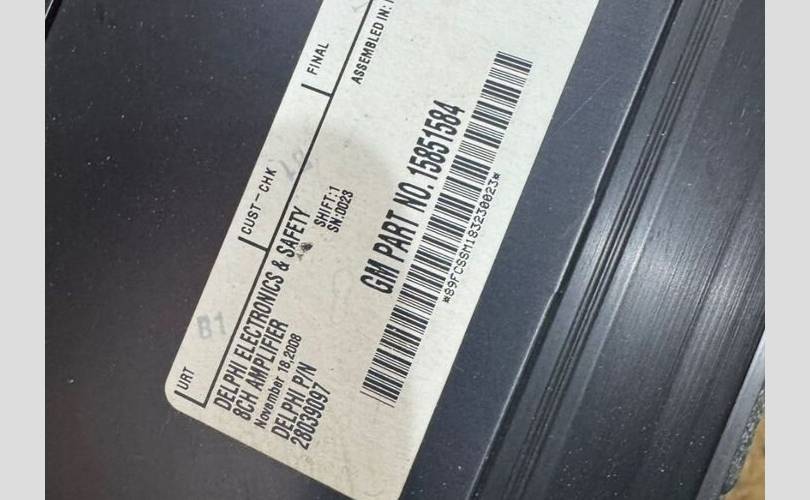 URT
B1
CUST-CHK
FINAL
DELPHI ELECTRONICS & SAFETY
8CH AMPLIFIER
November 18,2008
SHIFT:1
SN:0023
ASSEMBLED IN:
DELPHI P/N
28039097
GM PART NO. 15851584
*89FCSSM183230023*